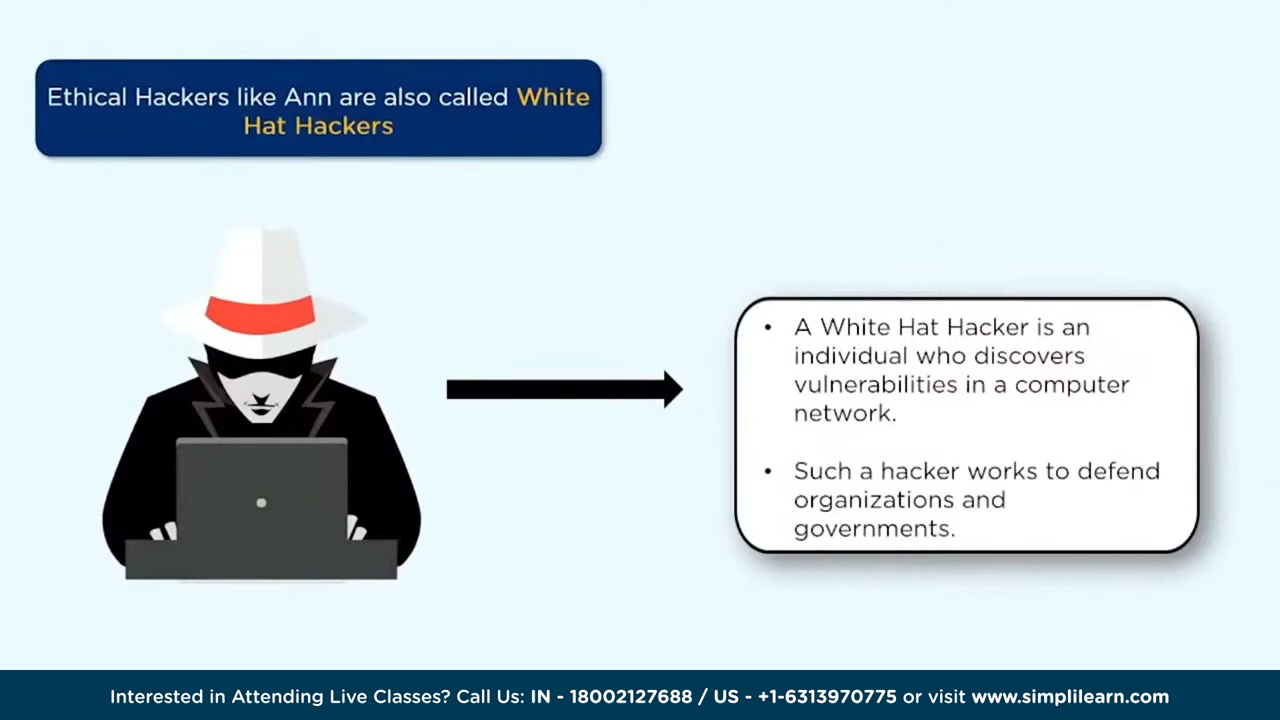 Ethical Hackers like Ann are also called White
Hat Hackers
• A White Hat Hacker is an
individual who discovers
vulnerabilities in a computer
network.
• Such a hacker works to defend
organizations and
governments.
Interested in Attending Live Classes? Call Us: IN - 18002127688 / US - +1-6313970775 or visit www.simplilearn.com